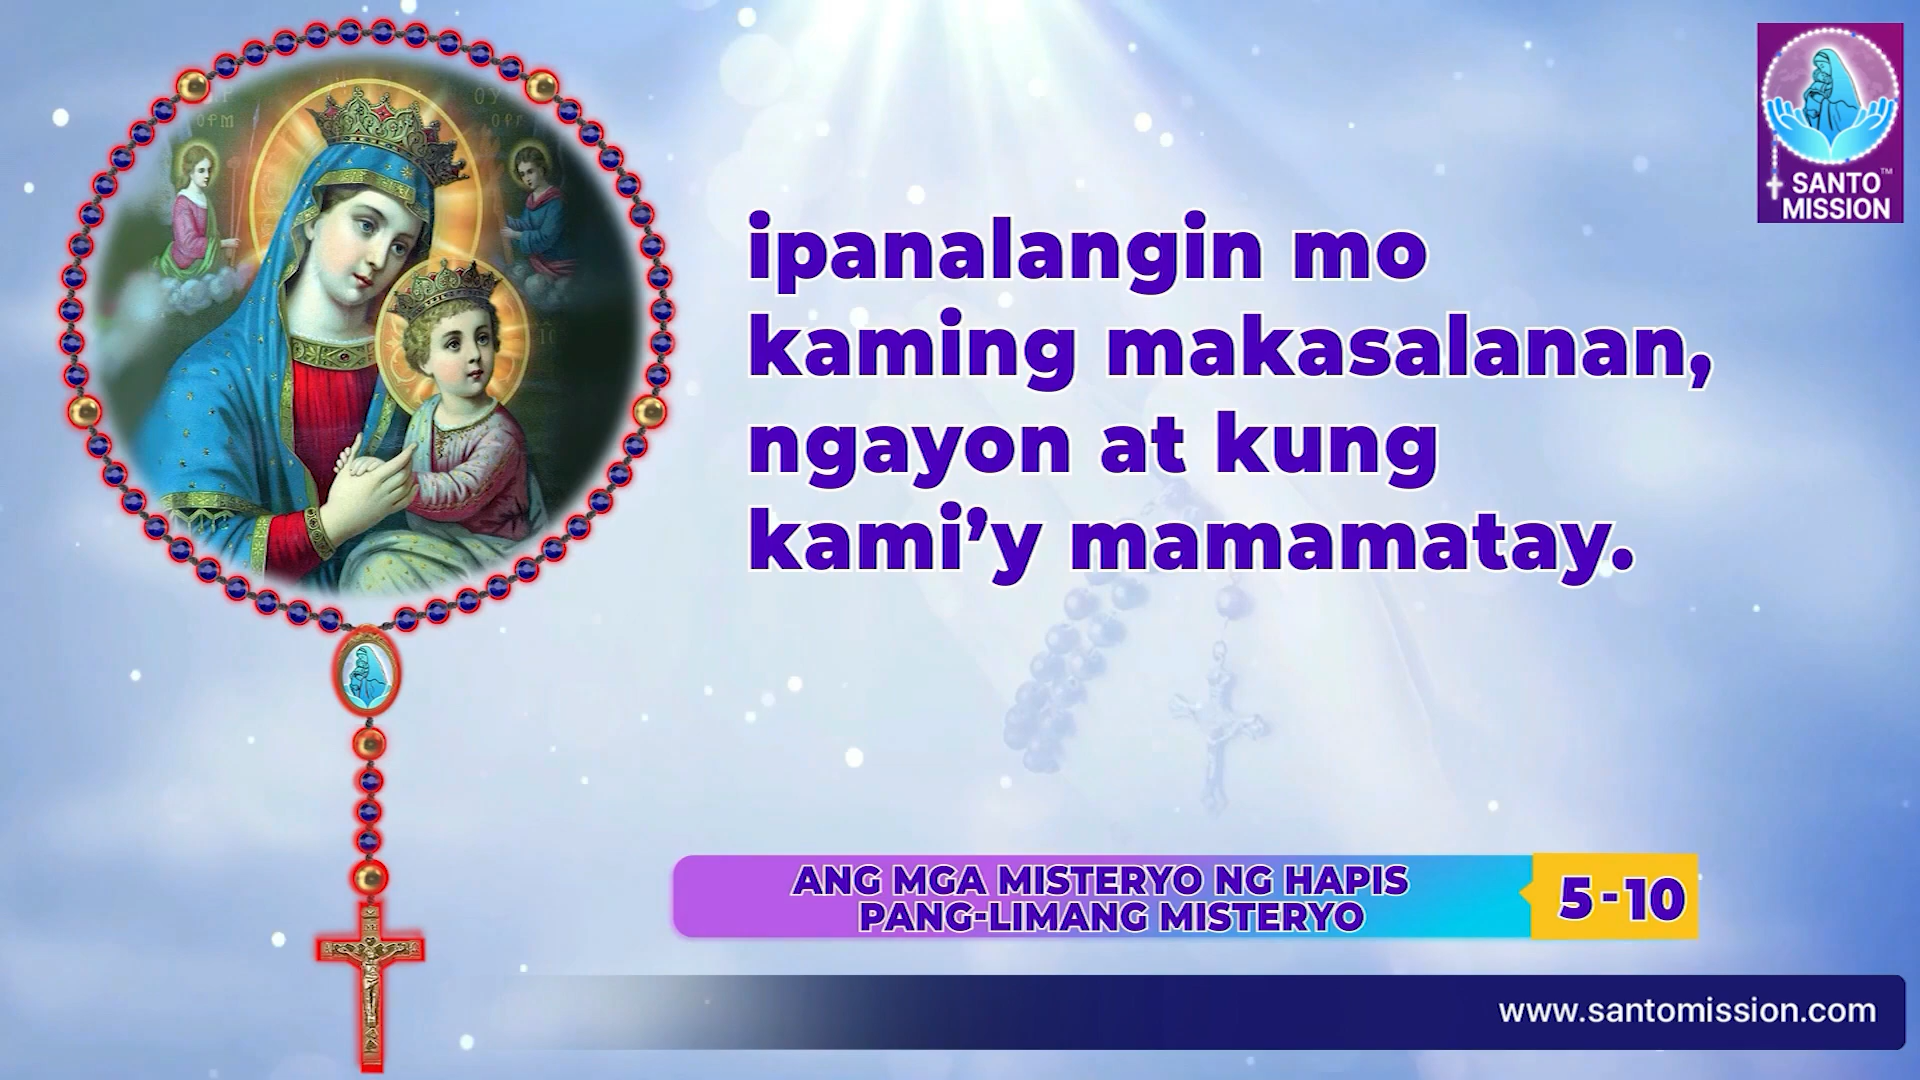 SANTO
MISSION
TM
ipanalangin mo
kaming makasalanan,
ngayon at kung
kami’y mamamatay.
ANG MGA MISTERYO NG HAPIS
PANG-LIMANG MISTERYO
5-10
www.santomission.com